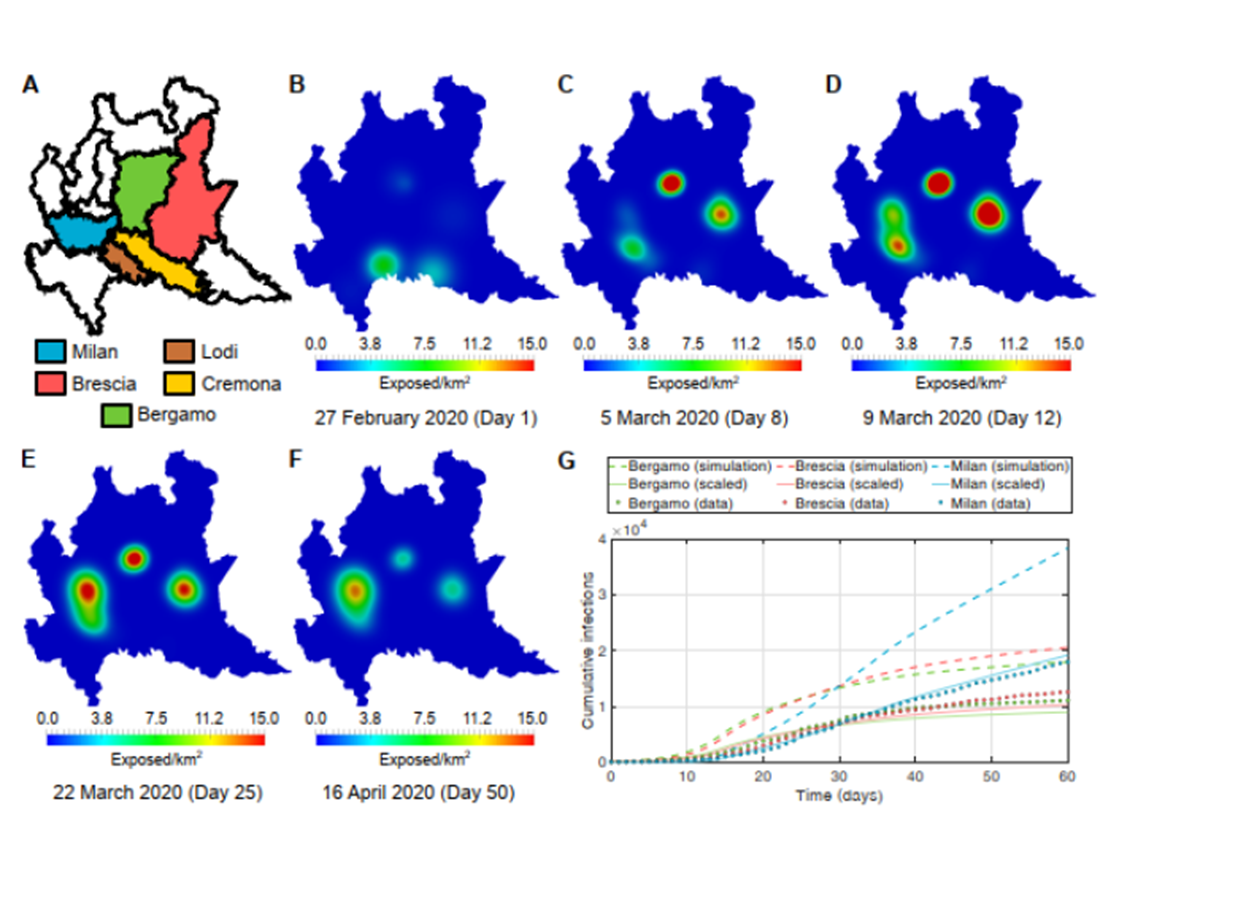 A
B
C
D
Milan
Lodi
Brescia
Cremona
Bergamo
0.0 3.8 7.5 11.2 15.0
Exposed/km²
27 February 2020 (Day 1)
0.0 3.8 7.5 11.2 15.0
Exposed/km²
5 March 2020 (Day 8)
0.0 3.8 7.5 11.2 15.0
Exposed/km²
9 March 2020 (Day 12)
E
0.0 3.8 7.5 11.2 15.0
Exposed/km²
22 March 2020 (Day 25)
F
0.0 3.8 7.5 11.2 15.0
Exposed/km²
16 April 2020 (Day 50)
G
Bergamo (simulation) Brescia (simulation) Milan (simulation)
Bergamo (scaled) Brescia (scaled) Milan (scaled)
Bergamo (data) Brescia (data) Milan (data)
×10⁴
4
3
2
1
0
Cumulative infections
0 10 20 30 40 50 60
Time (days)